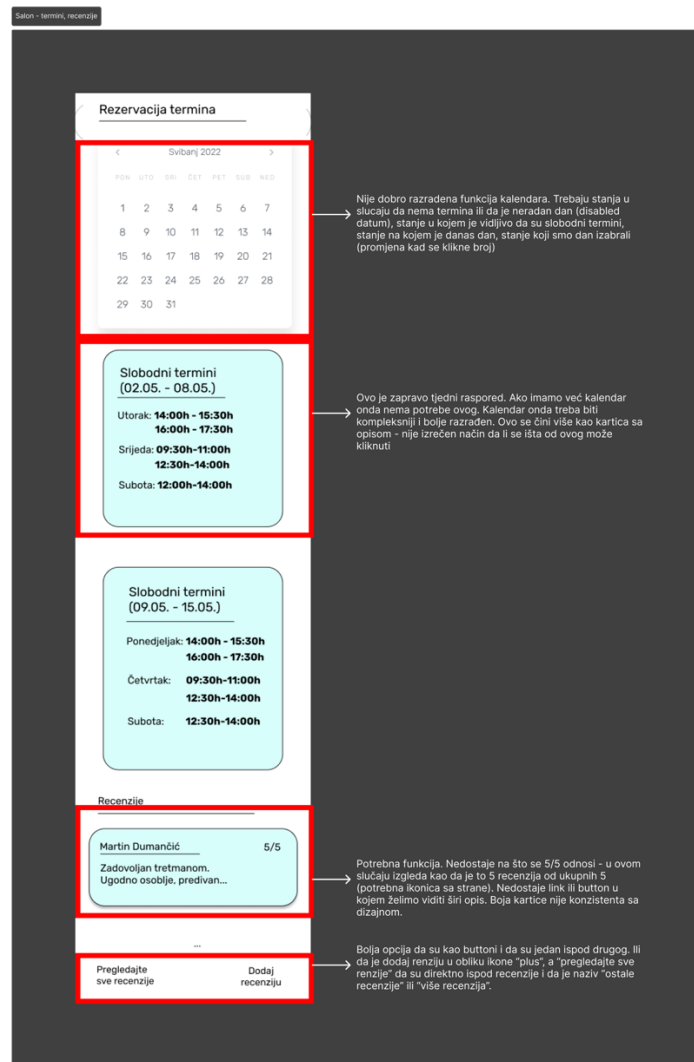 Salon - termini, recenzije
Rezervacija termina
Svibanj 2022
PON UTO SRI ČET PET SUB NED
1 2 3 4 5 6 7
8 9 10 11 12 13 14
15 16 17 18 19 20 21
22 23 24 25 26 27 28
29 30 31
Nije dobro razradena funkcija kalendara. Trebaju stanja u
slucaju da nema termina ili da je neradan dan (disabled
datum), stanje u kojem je vidljivo da su slobodni termini,
stanje na kojem je danas dan, stanje koji smo dan izabrali
(promjena kad se klikne broj)
Slobodni termini
(02.05. - 08.05.)
Utorak: 14:00h - 15:30h
16:00h - 17:30h
Srijeda: 09:30h-11:00h
12:30h-14:00h
Subota: 12:00h-14:00h
Ovo je zapravo tjedni raspored. Ako imamo već kalendar
onda nema potrebe ovog. Kalendar onda treba biti
kompleksniji i bolje razrađen. Ovo se čini više kao kartica sa
opisom - nije izrečen način da li se išta od ovog može
kliknuti
Slobodni termini
(09.05. - 15.05.)
Ponedjeljak: 14:00h - 15:30h
16:00h - 17:30h
Četvrtak: 09:30h-11:00h
12:30h-14:00h
Subota: 12:30h-14:00h
Recenzije
Martin Dumančić 5/5
Zadovoljan tretmanom.
Ugodno osoblje, predivan...
Potrebna funkcija. Nedostaje na što se 5/5 odnosi - u ovom
slučaju izgleda kao da je to 5 recenzija od ukupnih 5
(potrebna ikonica sa strane). Nedostaje link ili button u
kojem želimo viditi širi opis. Boja kartice nije konzistenta sa
dizajnom.
...
Pregledajte
sve recenzije
Dodaj
recenziju
Bolja opcija da su kao buttoni i da su jedan ispod drugog. Ili
da je dodaj renziju u obliku ikone "plus", a "pregledajte sve
renzije" da su direktno ispod recenzije i da je naziv "ostale
recenzije" ili "više recenzija".